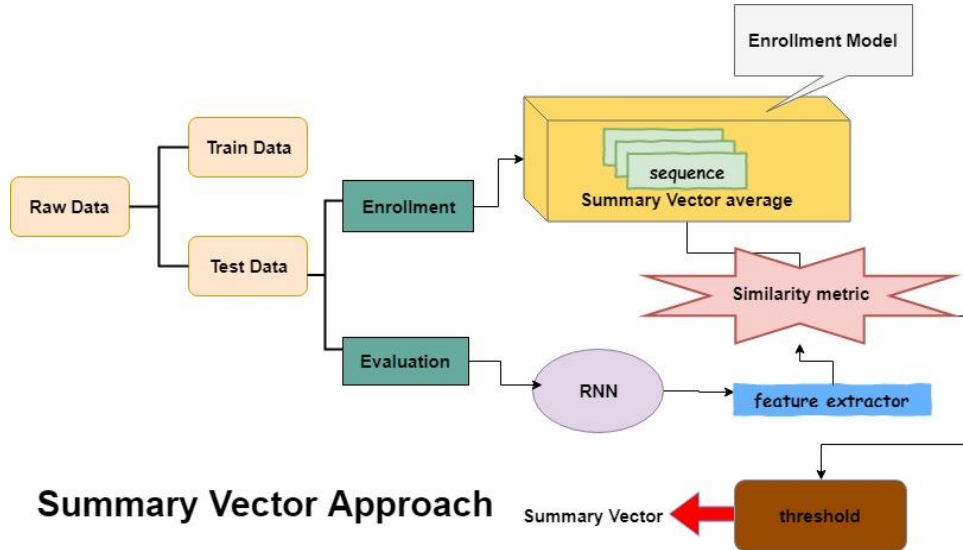 Enrollment Model
Train Data
Raw Data
Test Data
Enrollment
sequence
Summary Vector average
Similarity metric
Evaluation
RNN
feature extractor
Summary Vector Approach
Summary Vector
threshold